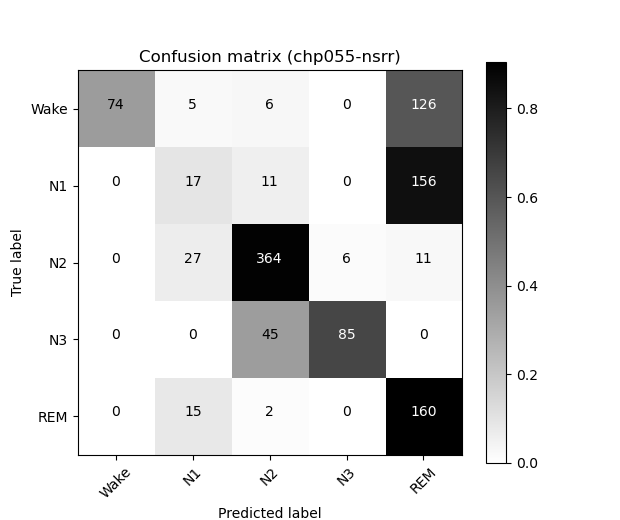 Confusion matrix (chp055-nsrr)
Wake 74 5 6 0 126
N1 0 17 11 0 156
N2 0 27 364 6 11
N3 0 0 45 85 0
REM 0 15 2 0 160
True label
Wake N1 N2 N3 REM
Predicted label
0.8
0.6
0.4
0.2
0.0